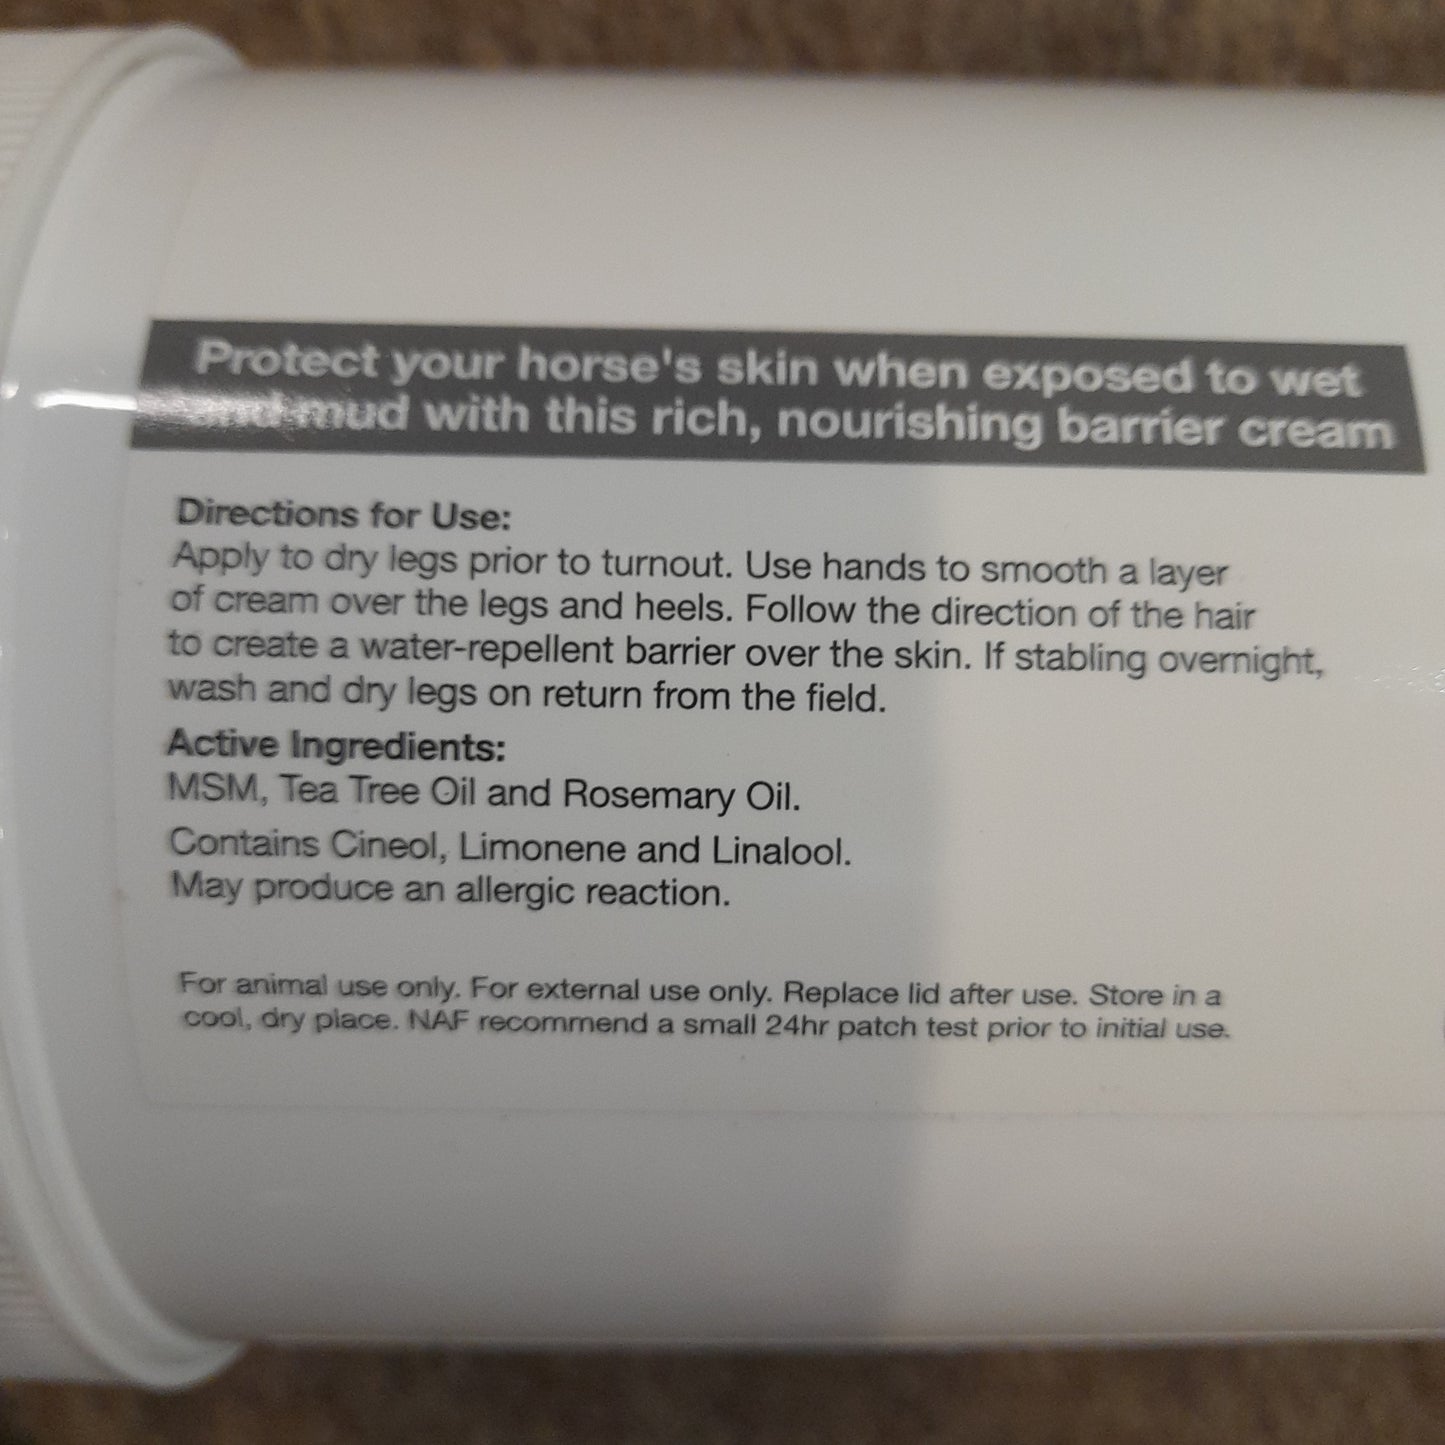 Protect your horse's skin when exposed to wet
and mud with this rich, nourishing barrier cream
Directions for Use:
Apply to dry legs prior to turnout. Use hands to smooth a layer
of cream over the legs and heels. Follow the direction of the hair
to create a water-repellent barrier over the skin. If stabling overnight,
wash and dry legs on return from the field.
Active Ingredients:
MSM, Tea Tree Oil and Rosemary Oil.
Contains Cineol, Limonene and Linalool.
May produce an allergic reaction.
For animal use only. For external use only. Replace lid after use. Store in a
cool, dry place. NAF recommend a small 24hr patch test prior to initial use.